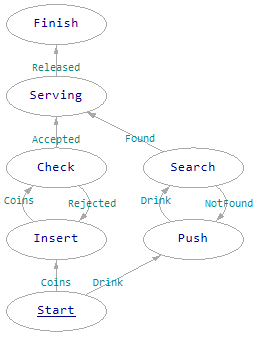 Finish
Released
Serving
Accepted
Found
Check
Search
Coins
Rejected
Drink
NotFound
Insert
Push
Coins
Drink
Start